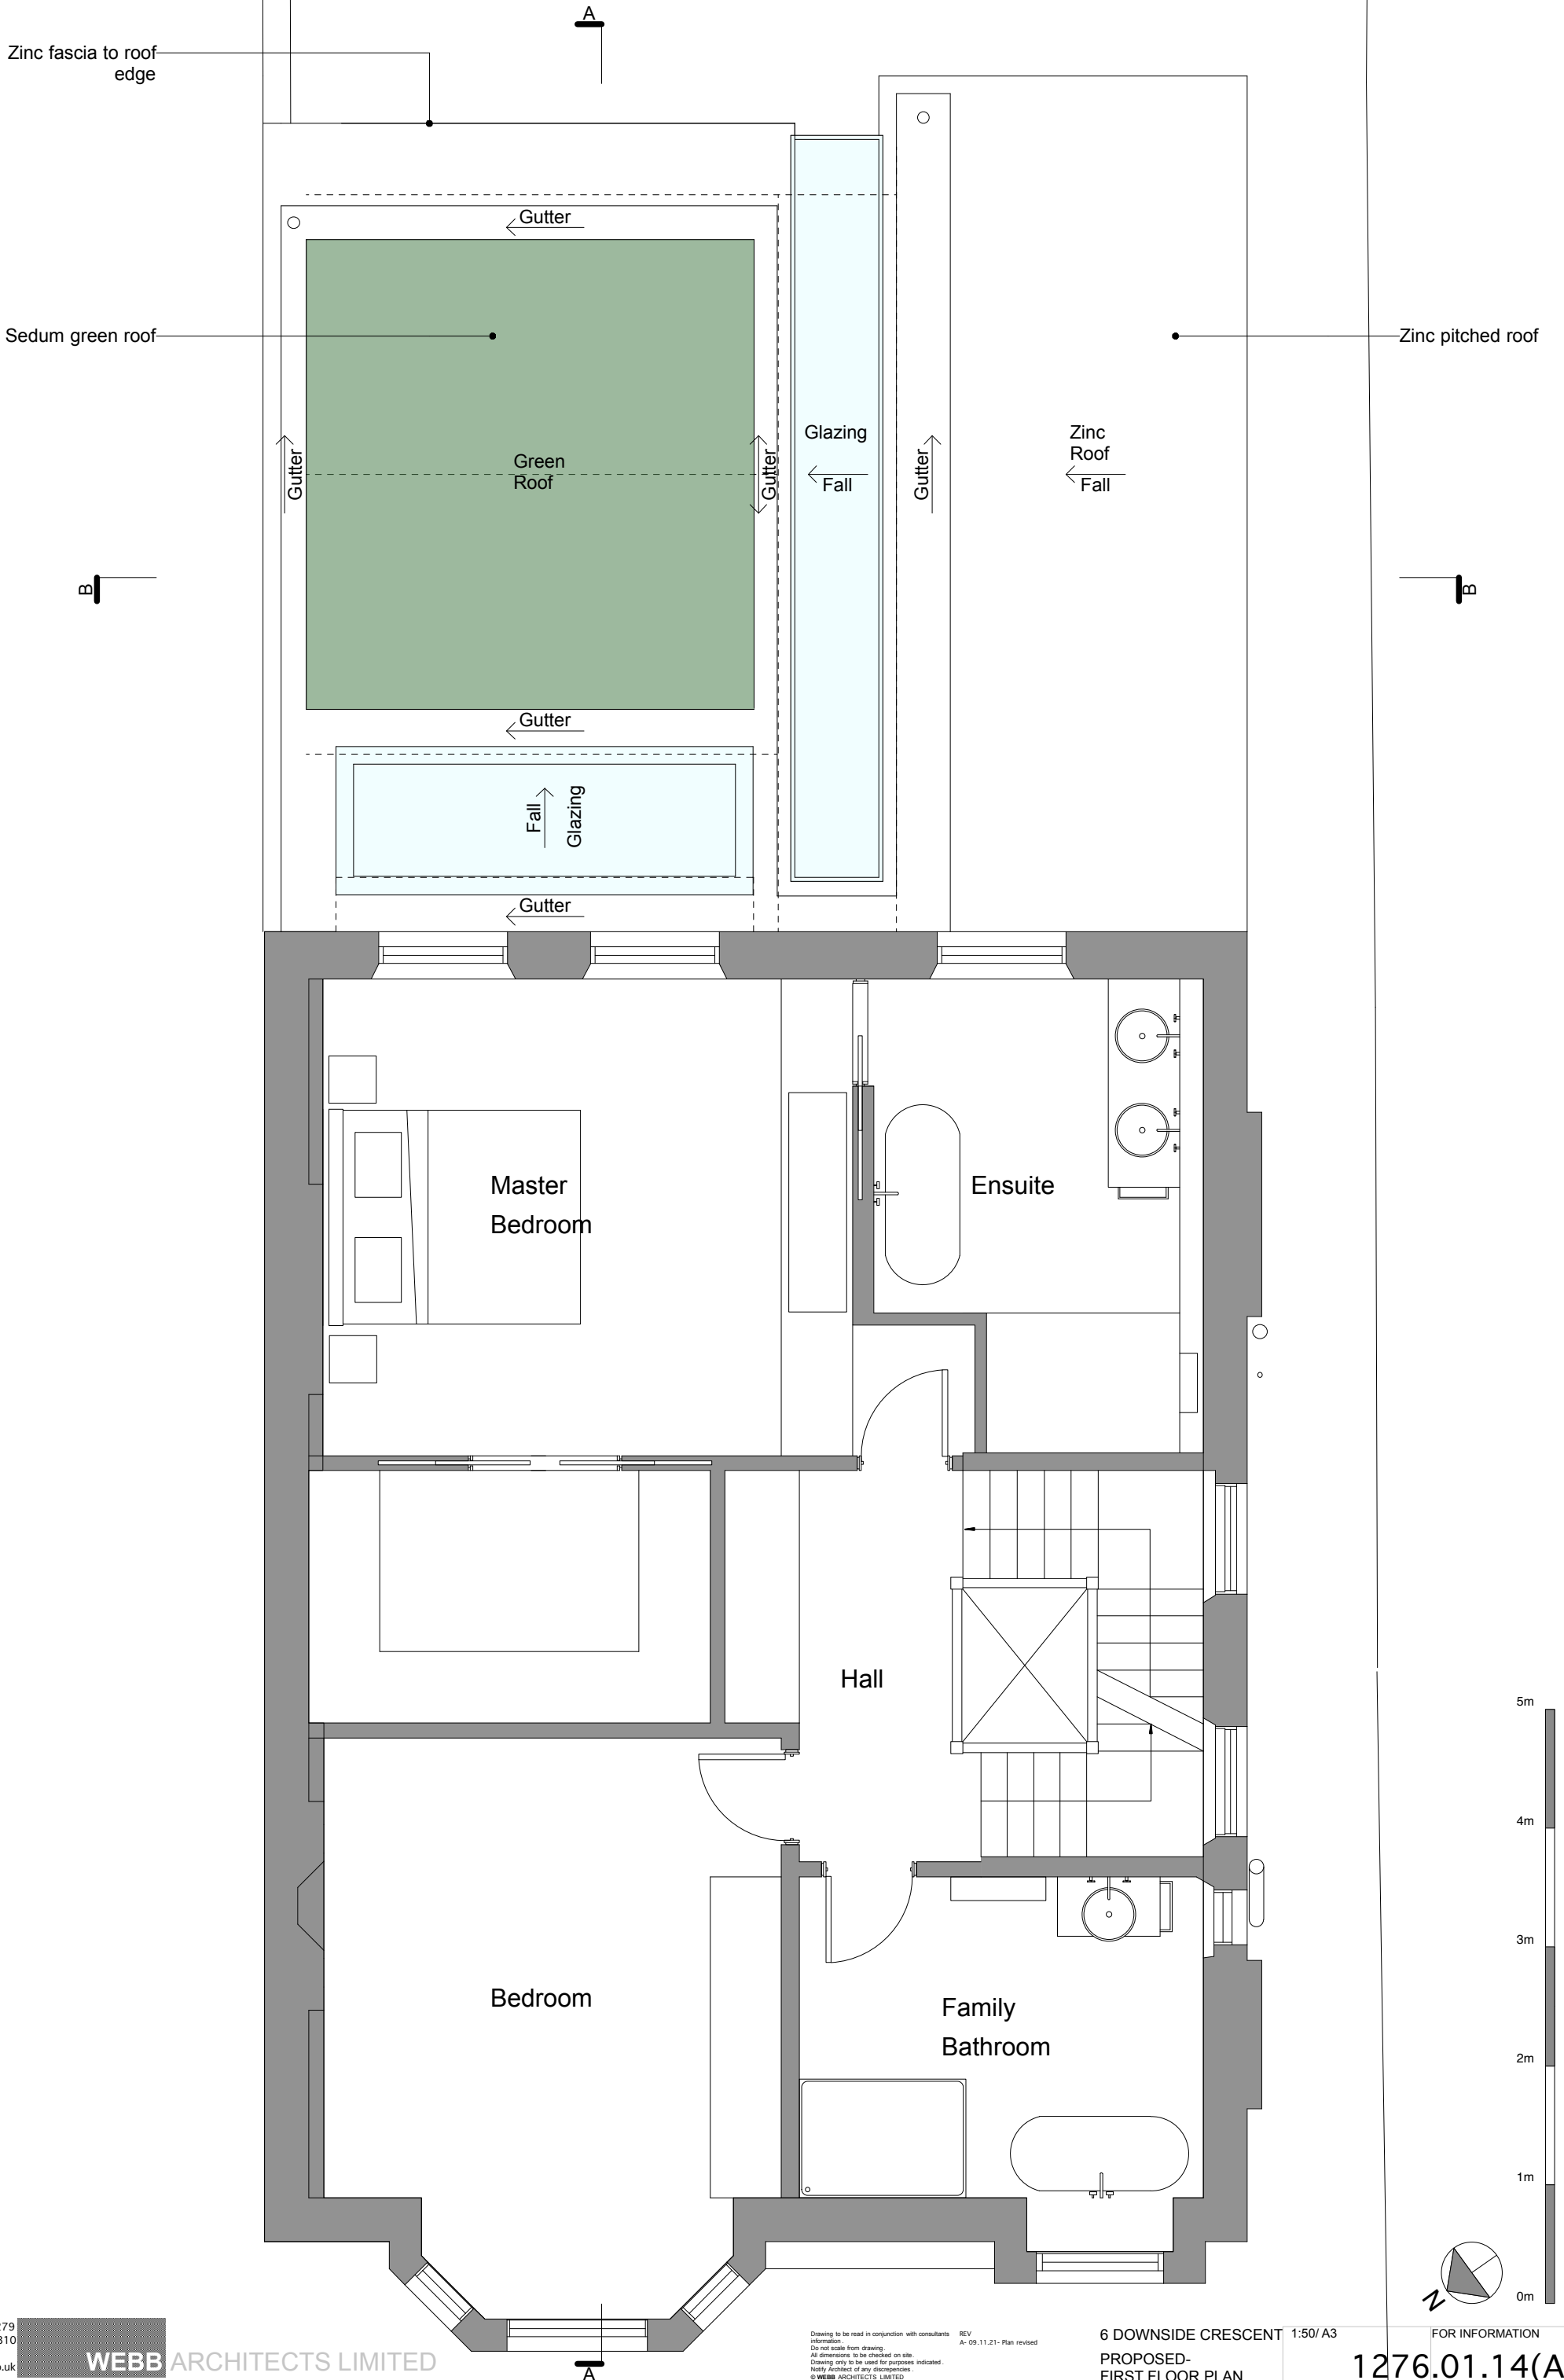 A
Zinc fascia to roof
edge
Gutter
Sedum green roof
Zinc pitched roof
Glazing
Fall
Zinc
Roof
Fall
Green
Roof
Gutter
Gutter
Gutter
B
B
Gutter
Fall
Glazing
Gutter
Master
Bedroom
Ensuite
Hall
5m
4m
3m
2m
1m
0m
Bedroom
Family
Bathroom
N
WEBB ARCHITECTS LIMITED
A
Drawing to be read in conjunction with consultants
information.
Do not scale from drawing.
All dimensions to be checked on site.
Drawing only to be used for purposes indicated.
Notify Architect of any discrepencies.
© WEBB ARCHITECTS LIMITED
REV
A- 09.11.21- Plan revised
6 DOWNSIDE CRESCENT
PROPOSED-
FIRST FLOOR PLAN
1:50/ A3
FOR INFORMATION
1276.01.14(A